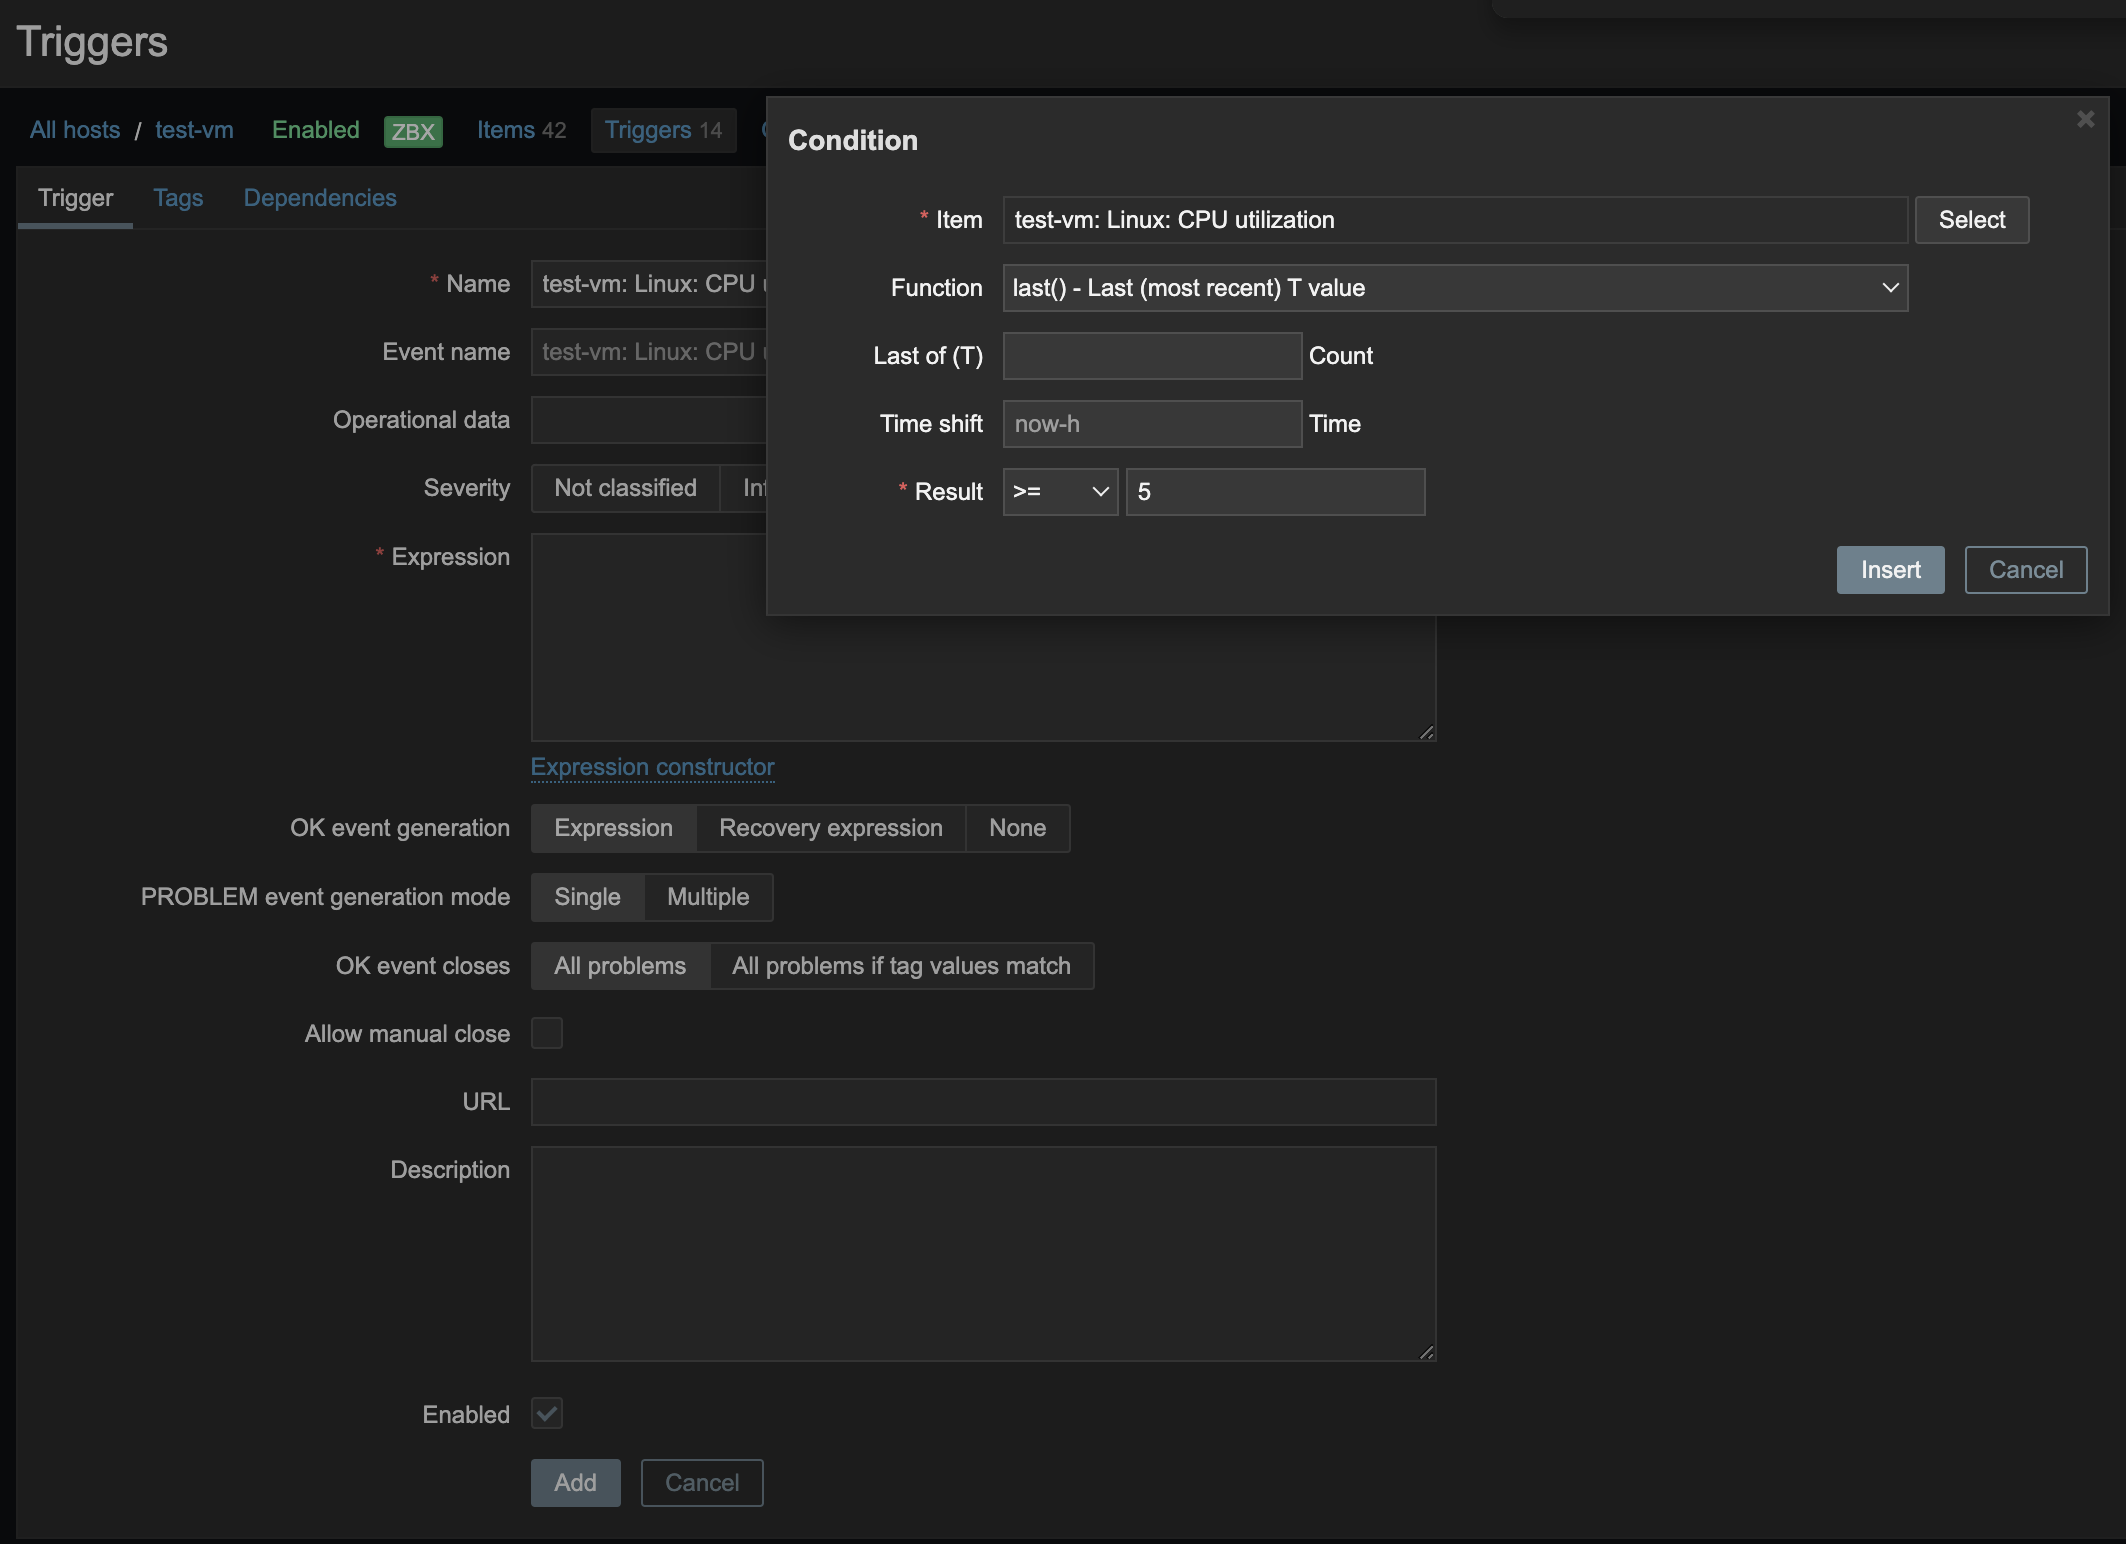 Triggers
All hosts / test-vm Enabled ZBX Items 42 Triggers 14
Trigger Tags Dependencies
* Name test-vm: Linux: CPU
Event name test-vm: Linux: CPU
Operational data
Severity Not classified
* Expression
Expression constructor
OK event generation Expression Recovery expression None
PROBLEM event generation mode Single Multiple
OK event closes All problems All problems if tag values match
Allow manual close
URL
Description
Enabled
Add Cancel
Condition
* Item test-vm: Linux: CPU utilization Select
Function last() - Last (most recent) T value
Last of (T) Count
Time shift now-h Time
* Result >= 5
Insert Cancel